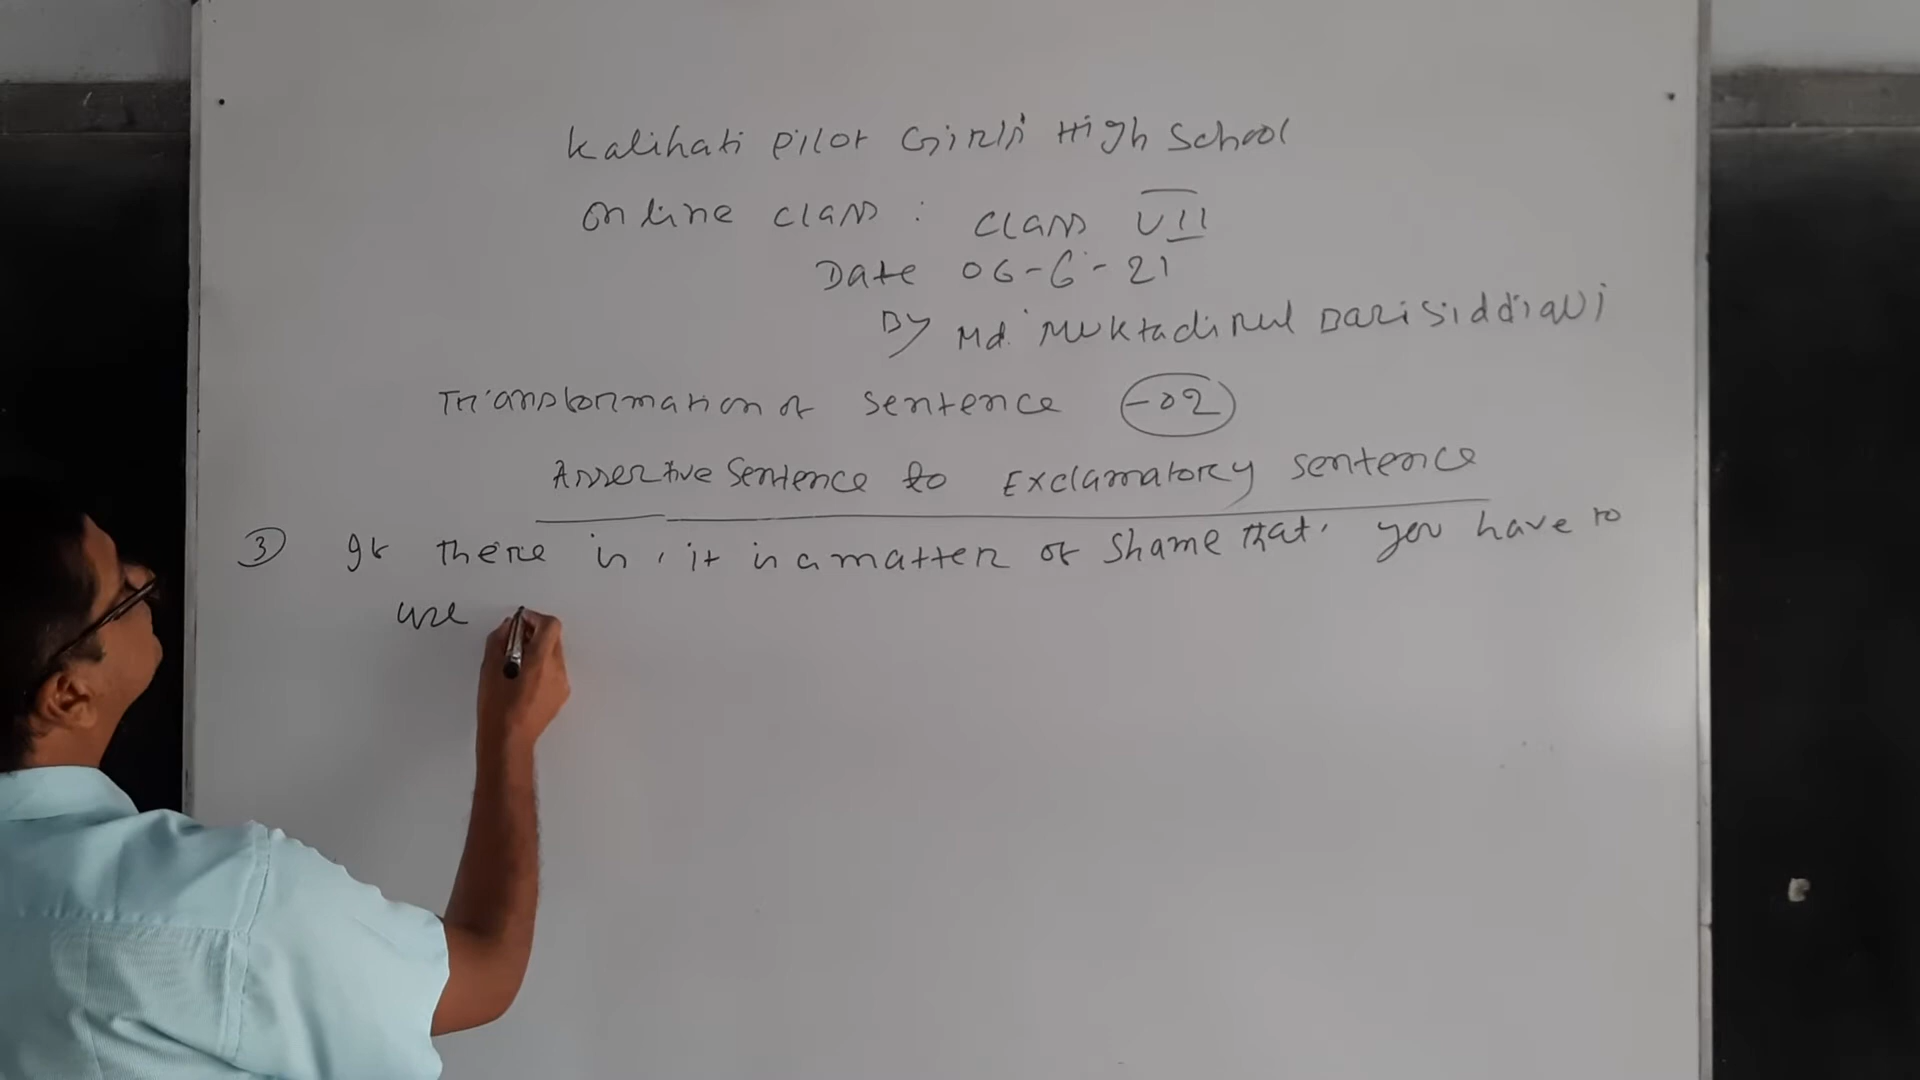 Kalihati Pilot Girls' High School
Online class : Class VII
Date 06-6-21
By Md. Muktadirul Bari Siddiqui
Transformation of Sentence -02
Assertive Sentence to Exclamatory Sentence
3 If there is, it is a matter of shame that, you have to
use